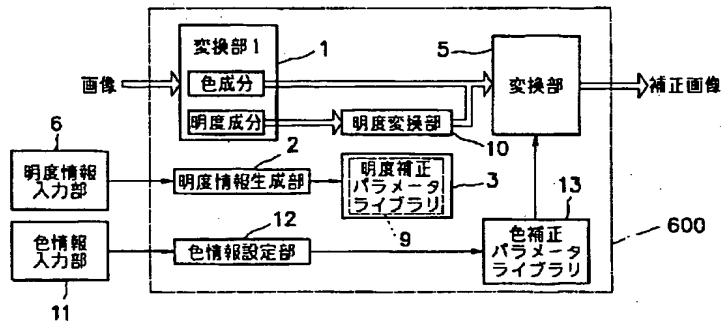 変換部1
色成分
明度成分
1
5
画像
変換部
補正画像
明度変換部
10
6
明度情報
入力部
2
明度情報生成部
明度補正
パラメータ
ライブラリ
3
9
12
色情報
入力部
11
色情報設定部
13
色補正
パラメータ
ライブラリ
600